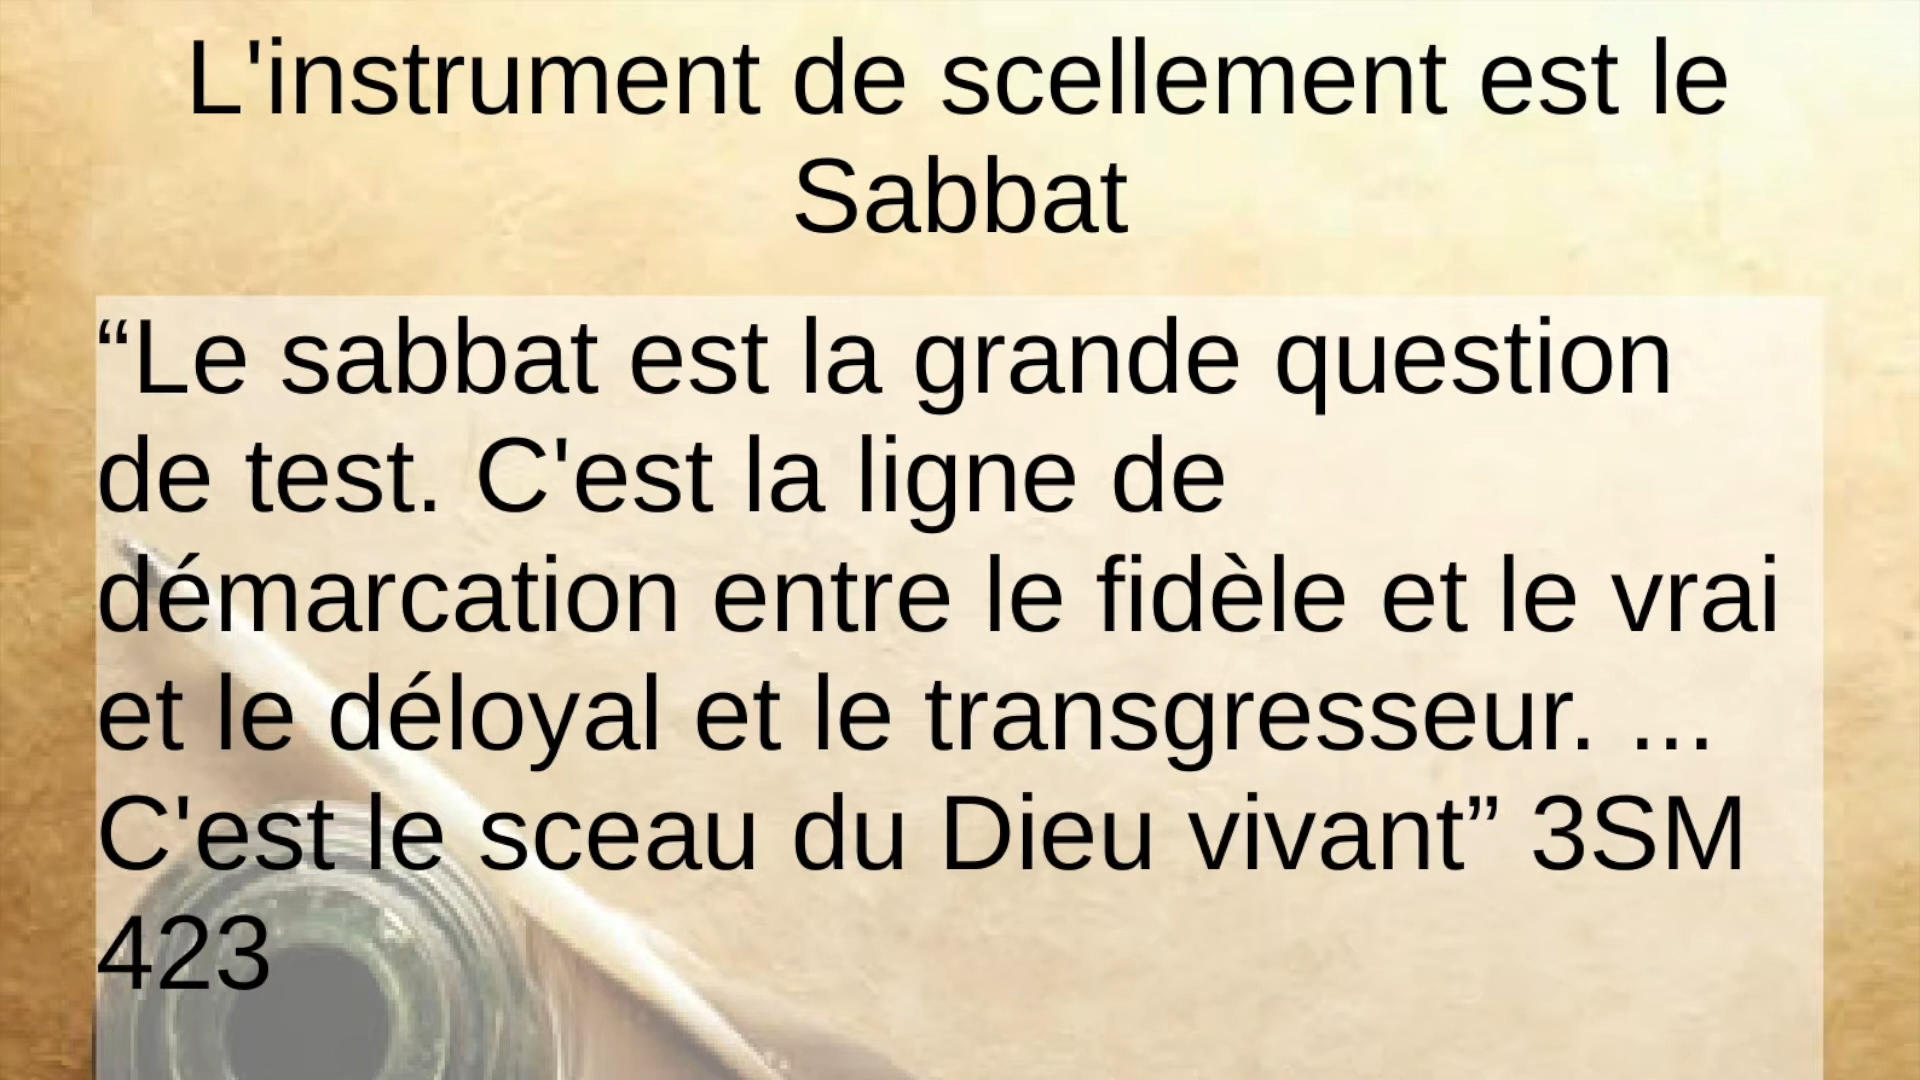 L'instrument de scellement est le
Sabbat
“Le sabbat est la grande question
de test. C'est la ligne de
démarcation entre le fidèle et le vrai
et le déloyal et le transgresseur. ...
C'est le sceau du Dieu vivant” 3SM
423